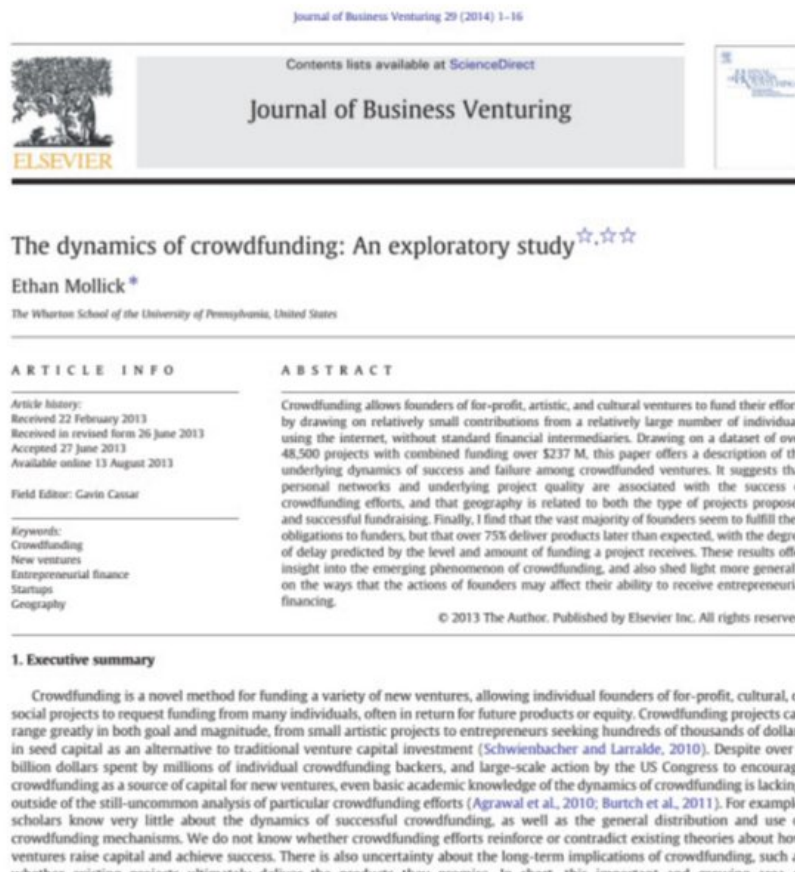 Journal of Business Venturing 29 (2014) 1–16
Contents lists available at ScienceDirect
Journal of Business Venturing
ELSEVIER
The dynamics of crowdfunding: An exploratory study☆,☆☆
Ethan Mollick *
The Wharton School of the University of Pennsylvania, United States
ARTICLE INFO
Article history:
Received 22 February 2013
Received in revised form 26 June 2013
Accepted 27 June 2013
Available online 13 August 2013
Field Editor: Gavin Cassar
Keywords:
Crowdfunding
New ventures
Entrepreneurial finance
Startups
Geography
ABSTRACT
Crowdfunding allows founders of for-profit, artistic, and cultural ventures to fund their effor
by drawing on relatively small contributions from a relatively large number of individua
using the internet, without standard financial intermediaries. Drawing on a dataset of ov
48,500 projects with combined funding over $237 M, this paper offers a description of th
underlying dynamics of success and failure among crowdfunded ventures. It suggests tha
personal networks and underlying project quality are associated with the success
crowdfunding efforts, and that geography is related to both the type of projects propose
and successful fundraising. Finally, I find that the vast majority of founders seem to fulfill the
obligations to funders, but that over 75% deliver products later than expected, with the degre
of delay predicted by the level and amount of funding a project receives. These results off
insight into the emerging phenomenon of crowdfunding, and also shed light more general
on the ways that the actions of founders may affect their ability to receive entrepreneuri
financing.
© 2013 The Author. Published by Elsevier Inc. All rights reserve
1. Executive summary
Crowdfunding is a novel method for funding a variety of new ventures, allowing individual founders of for-profit, cultural, o
social projects to request funding from many individuals, often in return for future products or equity. Crowdfunding projects ca
range greatly in both goal and magnitude, from small artistic projects to entrepreneurs seeking hundreds of thousands of dollar
in seed capital as an alternative to traditional venture capital investment (Schwienbacher and Larralde, 2010). Despite over
billion dollars spent by millions of individual crowdfunding backers, and large-scale action by the US Congress to encourag
crowdfunding as a source of capital for new ventures, even basic academic knowledge of the dynamics of crowdfunding is lacking
outside of the still-uncommon analysis of particular crowdfunding efforts (Agrawal et al., 2010; Burtch et al., 2011). For example
scholars know very little about the dynamics of successful crowdfunding, as well as the general distribution and use o
crowdfunding mechanisms. We do not know whether crowdfunding efforts reinforce or contradict existing theories about how
ventures raise capital and achieve success. There is also uncertainty about the long-term implications of crowdfunding, such a